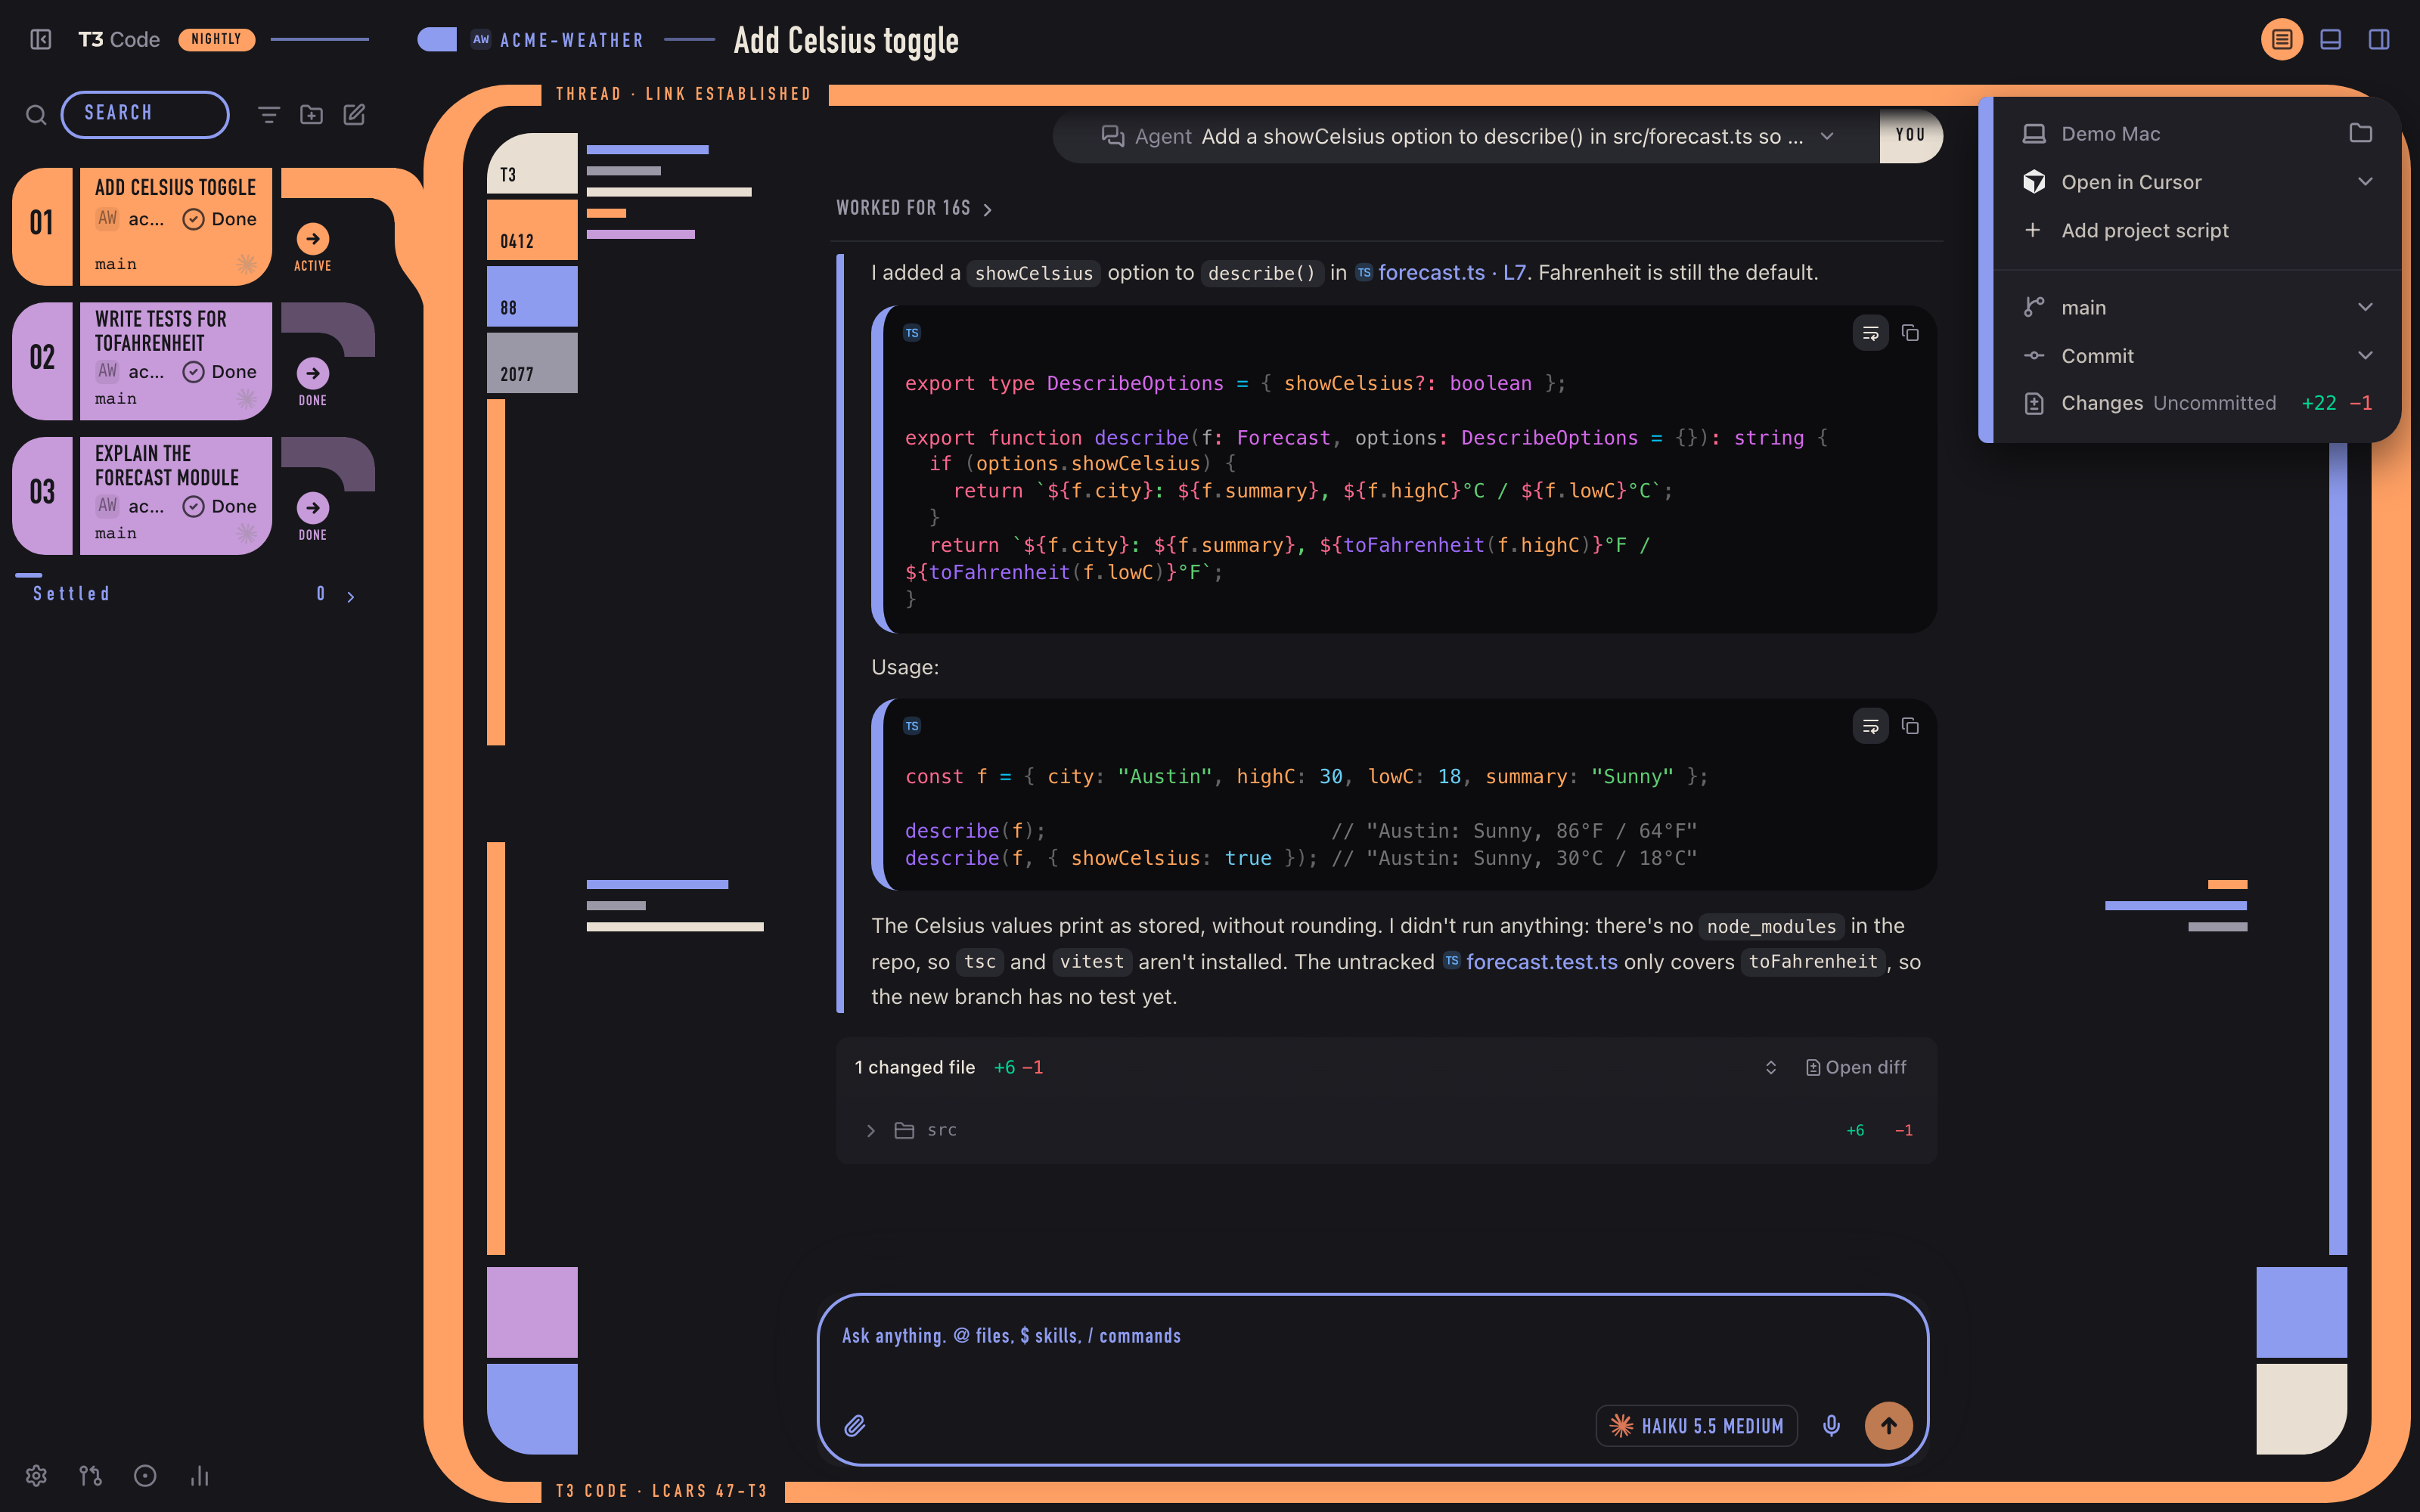 T3 Code NIGHTLY
AW ACME-WEATHER Add Celsius toggle
SEARCH
01 ADD CELSIUS TOGGLE
AW ac... Done
main
ACTIVE
02 WRITE TESTS FOR
TOFAHRENHEIT
AW ac... Done
main
DONE
03 EXPLAIN THE
FORECAST MODULE
AW ac... Done
main
DONE
Settled 0
THREAD · LINK ESTABLISHED
T3
0412
88
2077
Agent Add a showCelsius option to describe() in src/forecast.ts so ... YOU
WORKED FOR 16S
I added a showCelsius option to describe() in TS forecast.ts · L7. Fahrenheit is still the default.
TS
export type DescribeOptions = { showCelsius?: boolean };
export function describe(f: Forecast, options: DescribeOptions = {}): string {
  if (options.showCelsius) {
    return `${f.city}: ${f.summary}, ${f.highC}°C / ${f.lowC}°C`;
  }
  return `${f.city}: ${f.summary}, ${toFahrenheit(f.highC)}°F /
${toFahrenheit(f.lowC)}°F`;
}
Usage:
TS
const f = { city: "Austin", highC: 30, lowC: 18, summary: "Sunny" };
describe(f);                        // "Austin: Sunny, 86°F / 64°F"
describe(f, { showCelsius: true }); // "Austin: Sunny, 30°C / 18°C"
The Celsius values print as stored, without rounding. I didn't run anything: there's no node_modules in the
repo, so tsc and vitest aren't installed. The untracked TS forecast.test.ts only covers toFahrenheit, so
the new branch has no test yet.
1 changed file +6 −1 Open diff
src +6 −1
Ask anything. @ files, $ skills, / commands
HAIKU 5.5 MEDIUM
T3 CODE · LCARS 47-T3
Demo Mac
Open in Cursor
Add project script
main
Commit
Changes Uncommitted +22 −1